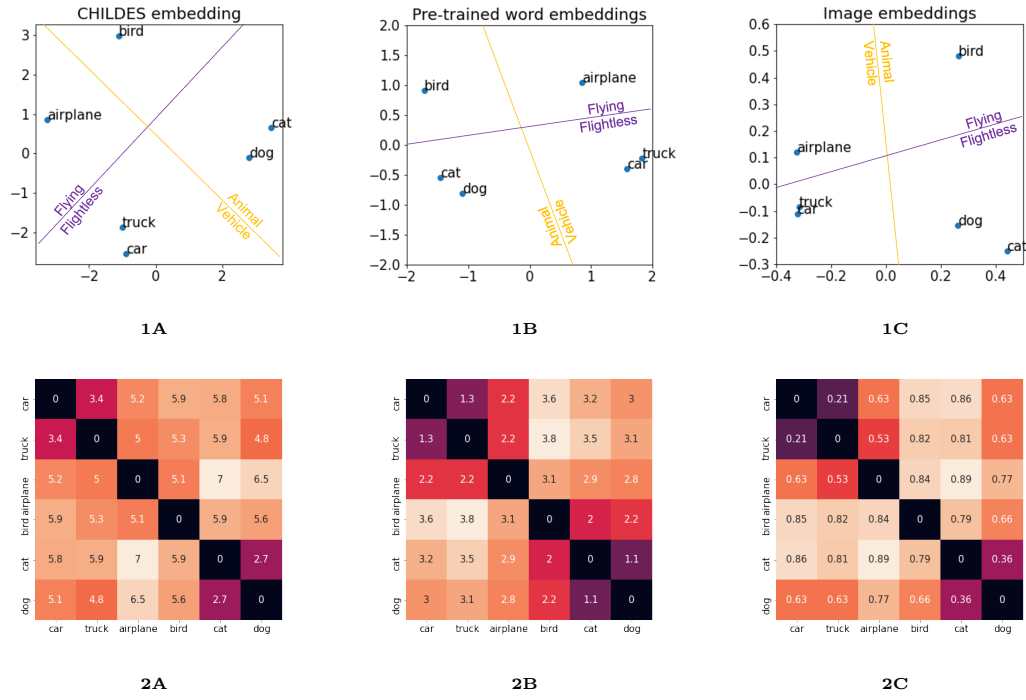 CHILDES embedding
3
2
1
0
−1
−2
−2
0
2
bird
airplane
cat
dog
truck
car
Flying
Flightless
Animal
Vehicle
1A
Pre-trained word embeddings
2.0
1.5
1.0
0.5
0.0
−0.5
−1.0
−1.5
−2.0
−2
−1
0
1
2
bird
airplane
Flying
Flightless
truck
car
cat
dog
Animal
Vehicle
1B
Image embeddings
0.6
0.5
0.4
0.3
0.2
0.1
0.0
−0.1
−0.2
−0.3
−0.4
−0.2
0.0
0.2
0.4
Animal
Vehicle
bird
Flying
Flightless
airplane
truck
car
dog
cat
1C
car 0 3.4 5.2 5.9 5.8 5.1
truck 3.4 0 5 5.3 5.9 4.8
airplane 5.2 5 0 5.1 7 6.5
bird 5.9 5.3 5.1 0 5.9 5.6
cat 5.8 5.9 7 5.9 0 2.7
dog 5.1 4.8 6.5 5.6 2.7 0
car truck airplane bird cat dog
2A
car 0 1.3 2.2 3.6 3.2 3
truck 1.3 0 2.2 3.8 3.5 3.1
airplane 2.2 2.2 0 3.1 2.9 2.8
bird 3.6 3.8 3.1 0 2 2.2
cat 3.2 3.5 2.9 2 0 1.1
dog 3 3.1 2.8 2.2 1.1 0
car truck airplane bird cat dog
2B
car 0 0.21 0.63 0.85 0.86 0.63
truck 0.21 0 0.53 0.82 0.81 0.63
airplane 0.63 0.53 0 0.84 0.89 0.77
bird 0.85 0.82 0.84 0 0.79 0.66
cat 0.86 0.81 0.89 0.79 0 0.36
dog 0.63 0.63 0.77 0.66 0.36 0
car truck airplane bird cat dog
2C